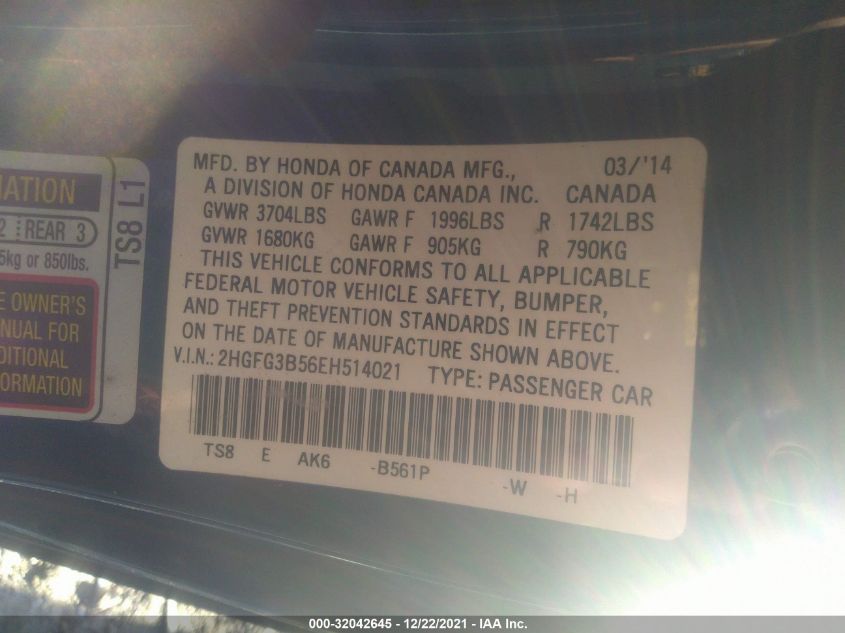 MATION
2 REAR 3
5kg or 850lbs.
E OWNER'S
NUAL FOR
DITIONAL
FORMATION
TS8 L1
MFD. BY HONDA OF CANADA MFG., 03/'14
A DIVISION OF HONDA CANADA INC. CANADA
GVWR 3704LBS GAWR F 1996LBS R 1742LBS
GVWR 1680KG GAWR F 905KG R 790KG
THIS VEHICLE CONFORMS TO ALL APPLICABLE
FEDERAL MOTOR VEHICLE SAFETY, BUMPER,
AND THEFT PREVENTION STANDARDS IN EFFECT
ON THE DATE OF MANUFACTURE SHOWN ABOVE.
V.I.N.: 2HGFG3B56EH514021 TYPE: PASSENGER CAR
TS8 E AK6 -B561P -W -H
000-32042645 - 12/22/2021 - IAA Inc.